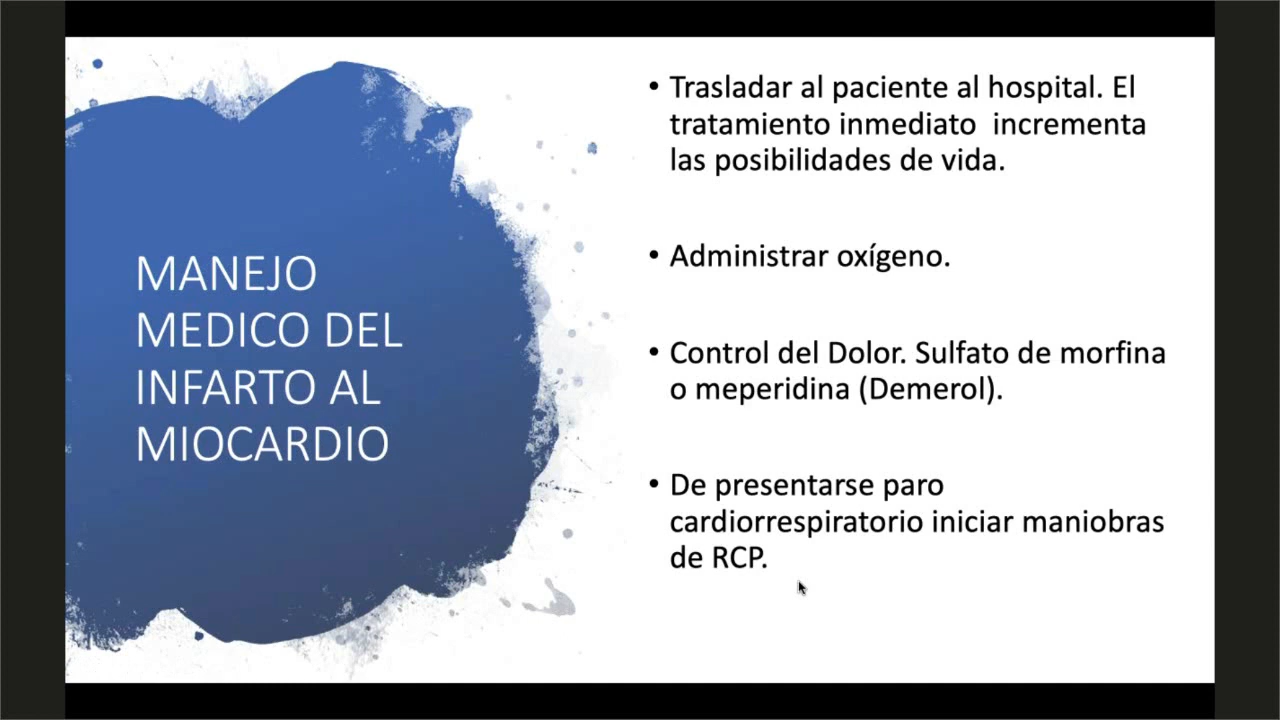 MANEJO
MEDICO DEL
INFARTO AL
MIOCARDIO
• Trasladar al paciente al hospital. El
tratamiento inmediato  incrementa
las posibilidades de vida.
• Administrar oxígeno.
• Control del Dolor. Sulfato de morfina
o meperidina (Demerol).
• De presentarse paro
cardiorrespiratorio iniciar maniobras
de RCP.